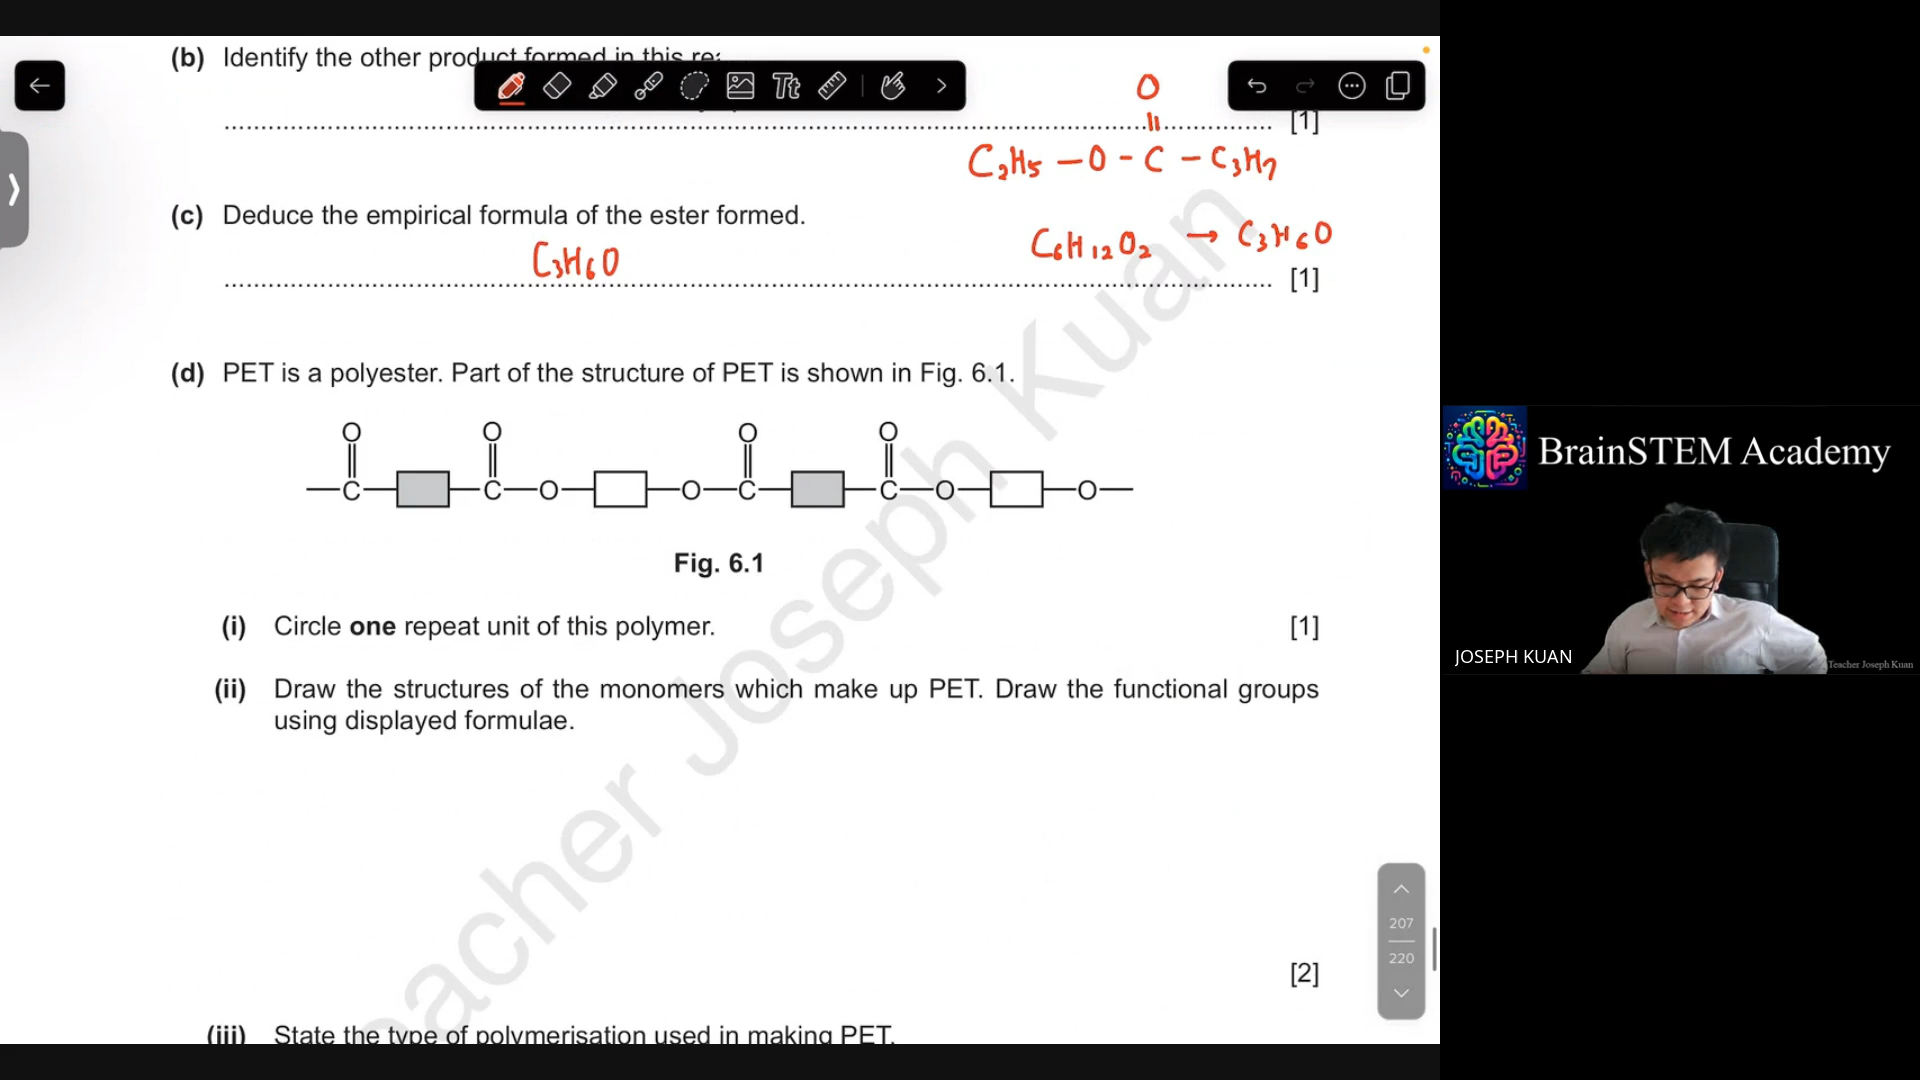 (b) Identify the other product formed in this
[1]
O
||
C₂H₅ – O – C – C₃H₇
(c) Deduce the empirical formula of the ester formed.
C₆H₁₂O₂ → C₃H₆O
C₃H₆O
[1]
(d) PET is a polyester. Part of the structure of PET is shown in Fig. 6.1.
O O O O
C C O O C C O O
Fig. 6.1
(i) Circle one repeat unit of this polymer. [1]
(ii) Draw the structures of the monomers which make up PET. Draw the functional groups
using displayed formulae.
[2]
(iii) State the type of polymerisation used in making PET.
Teacher Joseph Kuan
Tt
207
220
BrainSTEM Academy
JOSEPH KUAN
Teacher Joseph Kuan